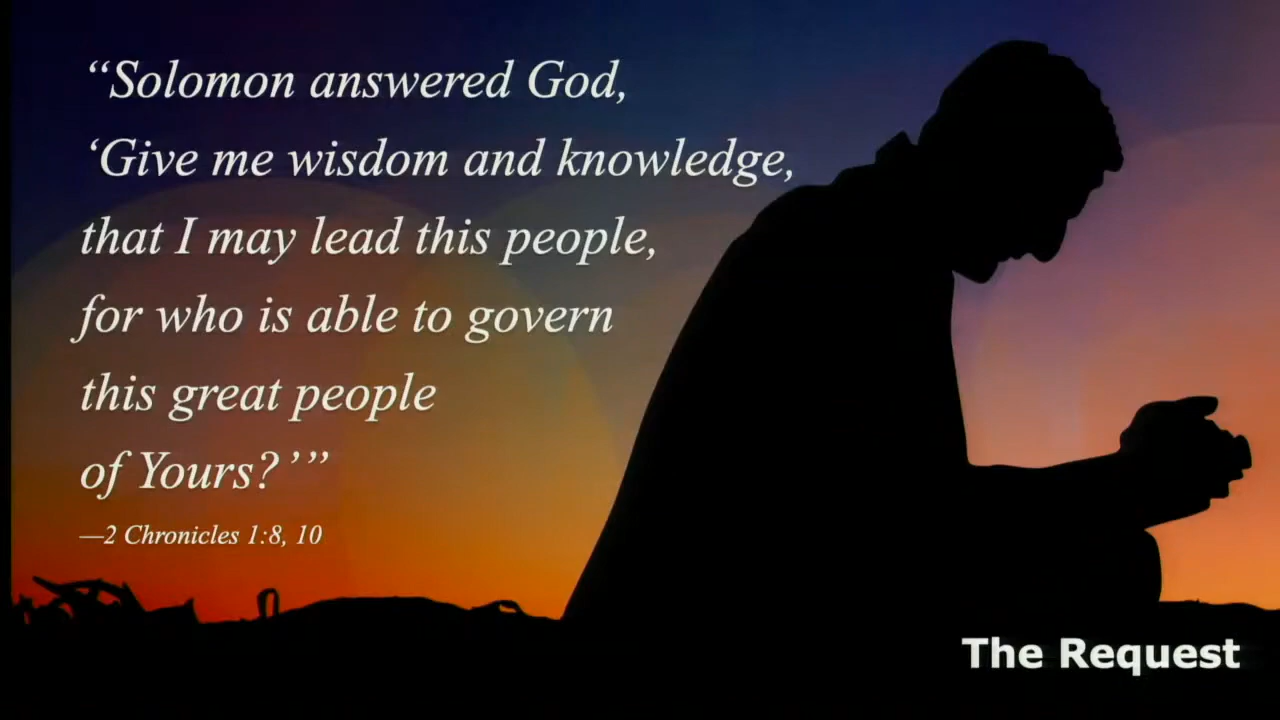 “Solomon answered God,
‘Give me wisdom and knowledge,
that I may lead this people,
for who is able to govern
this great people
of Yours?’”
—2 Chronicles 1:8, 10
The Request